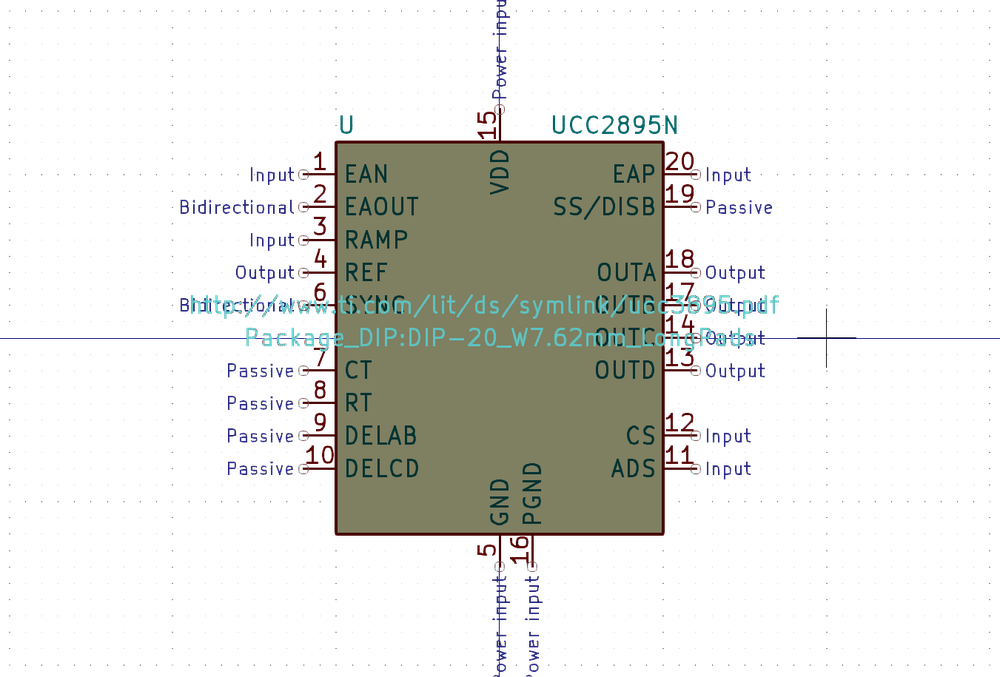 Power input
15
U UCC2895N
VDD
Input 1 EAN EAP 20 Input
Bidirectional 2 EAOUT SS/DISB 19 Passive
Input 3 RAMP
Output 4 REF OUTA 18 Output
Bidirectional 6 SYNC OUTB 17 Output
http://www.ti.com/lit/ds/symlink/ucc3895.pdf
OUTC 14 Output
Package_DIP:DIP-20_W7.62mm_LongPads
Passive 7 CT OUTD 13 Output
Passive 8 RT
Passive 9 DELAB CS 12 Input
Passive 10 DELCD ADS 11 Input
GND PGND
5 16
Power input Power input